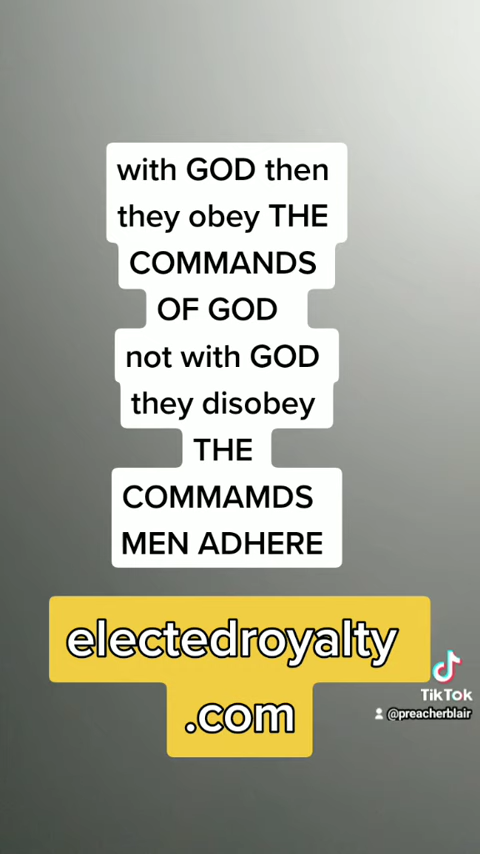 with GOD then
they obey THE
COMMANDS
OF GOD
not with GOD
they disobey
THE
COMMAMDS
MEN ADHERE
electedroyalty
.com
TikTok
@preacherblair